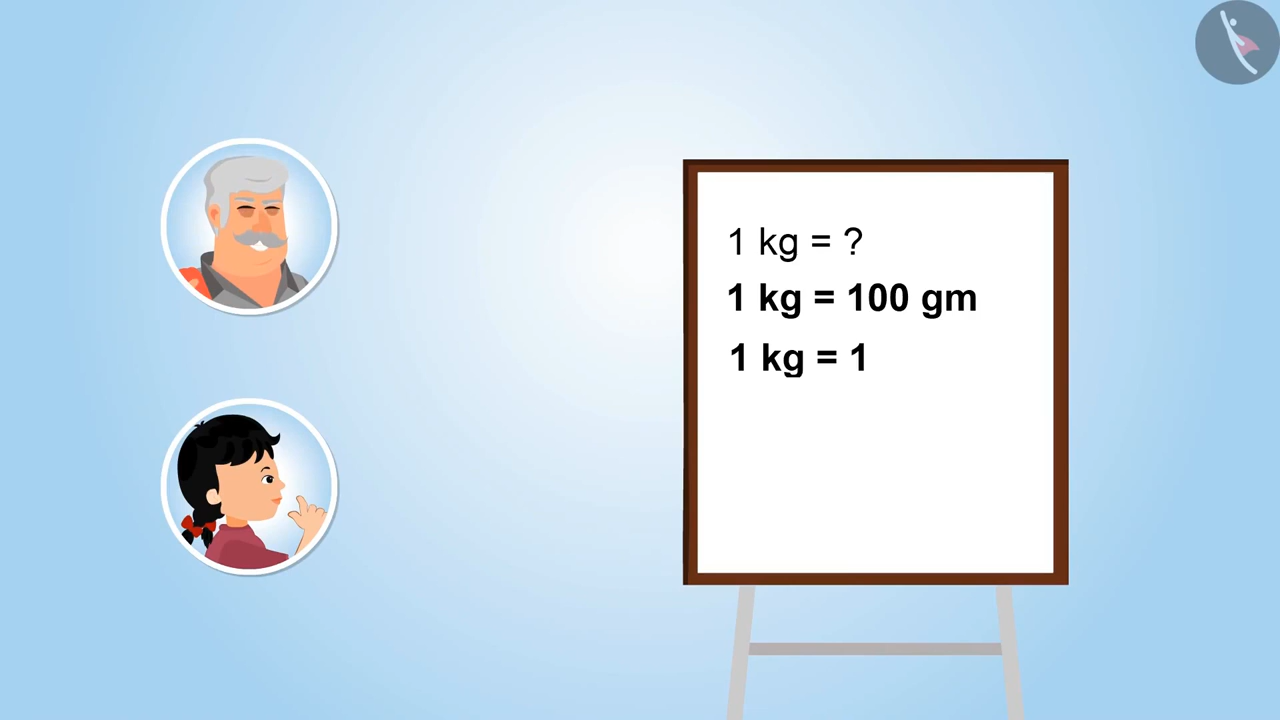 1 kg = ?
1 kg = 100 gm
1 kg = 1